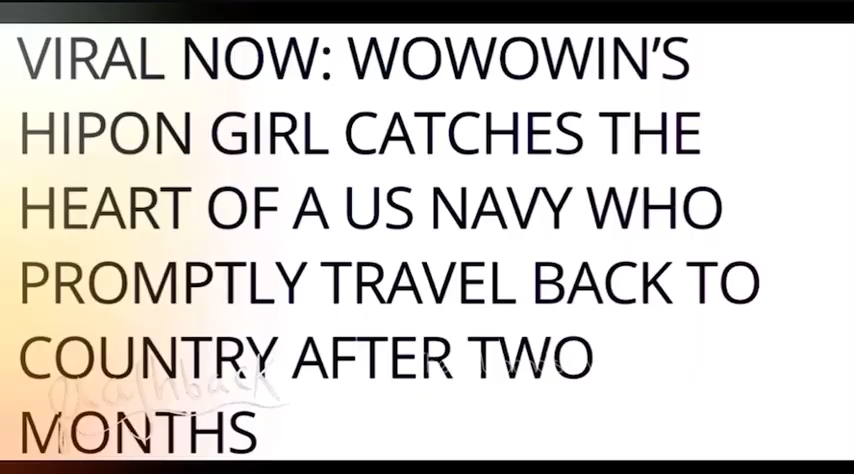 VIRAL NOW: WOWOWIN’S
HIPON GIRL CATCHES THE
HEART OF A US NAVY WHO
PROMPTLY TRAVEL BACK TO
COUNTRY AFTER TWO
MONTHS